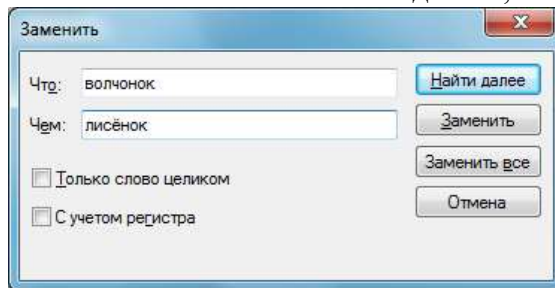 Заменить
Что: волчонок
Найти далее
Чем: лисёнок
Заменить
Только слово целиком
Заменить все
С учетом регистра
Отмена